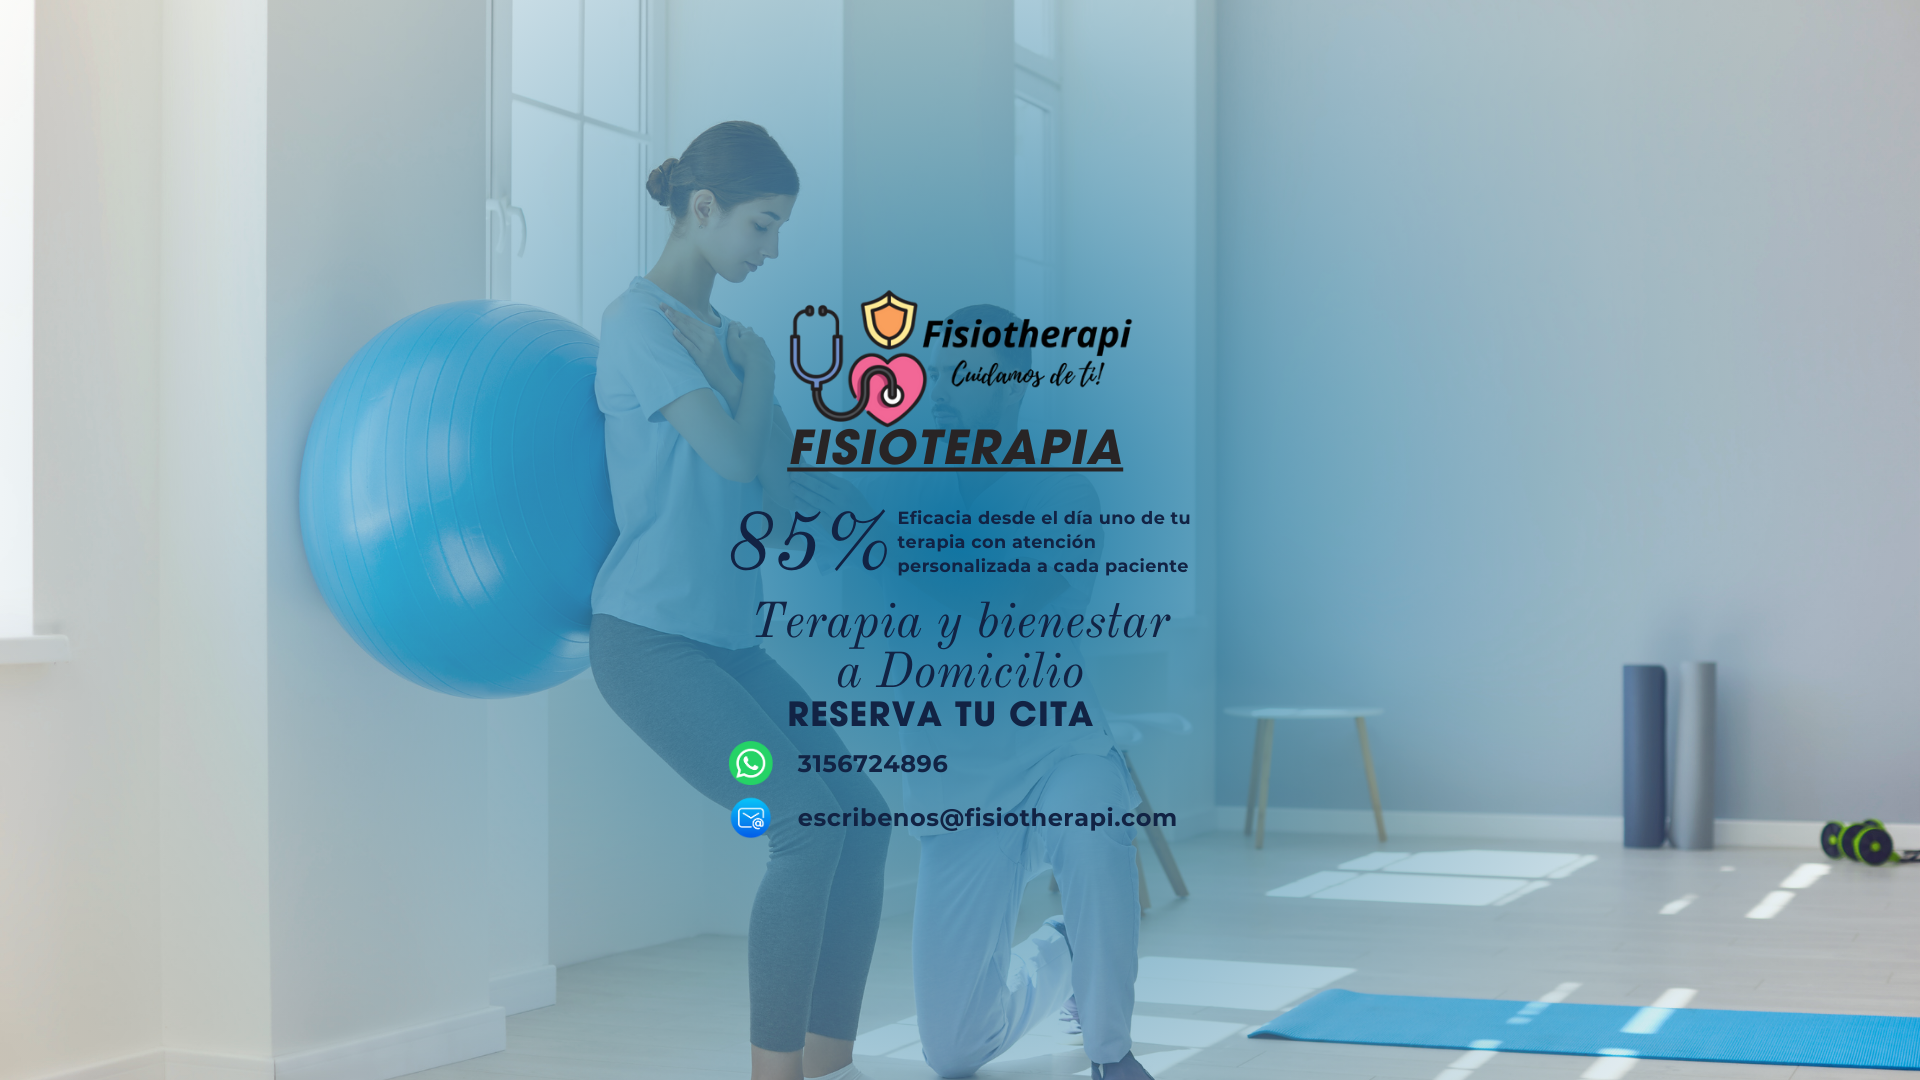 Fisiotherapi
Cuidamos de ti!
FISIOTERAPIA
85%
Eficacia desde el día uno de tu
terapia con atención
personalizada a cada paciente
Terapia y bienestar
a Domicilio
RESERVA TU CITA
3156724896
escribenos@fisiotherapi.com